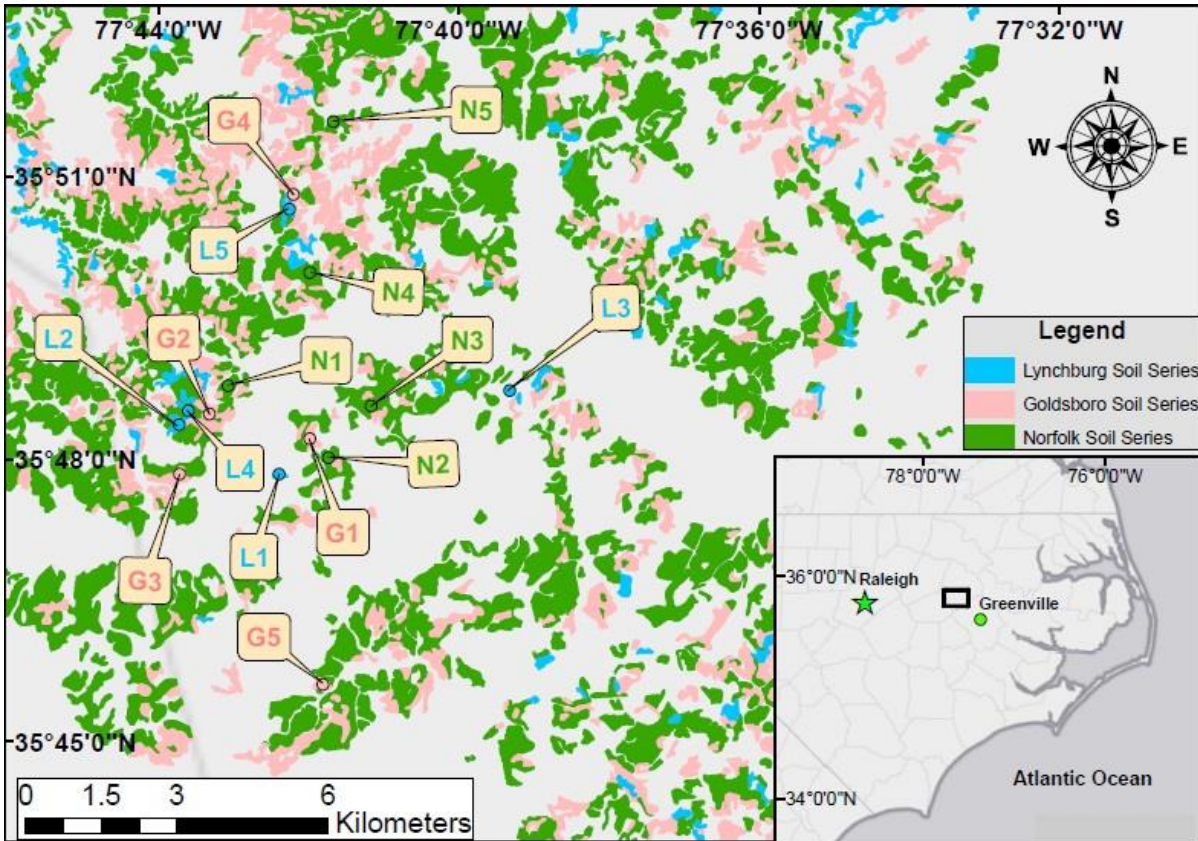 77°44'0"W 77°40'0"W 77°36'0"W 77°32'0"W
N
W E
S
G4
N5
35°51'0"N
L5
N4
L2
G2
N1
N3
L3
Legend
Lynchburg Soil Series
Goldsboro Soil Series
Norfolk Soil Series
35°48'0"N
L4
N2
G3
L1
G1
G5
35°45'0"N
0 1.5 3 6
Kilometers
78°0'0"W 76°0'0"W
36°0'0"N
Raleigh
Greenville
34°0'0"N
Atlantic Ocean